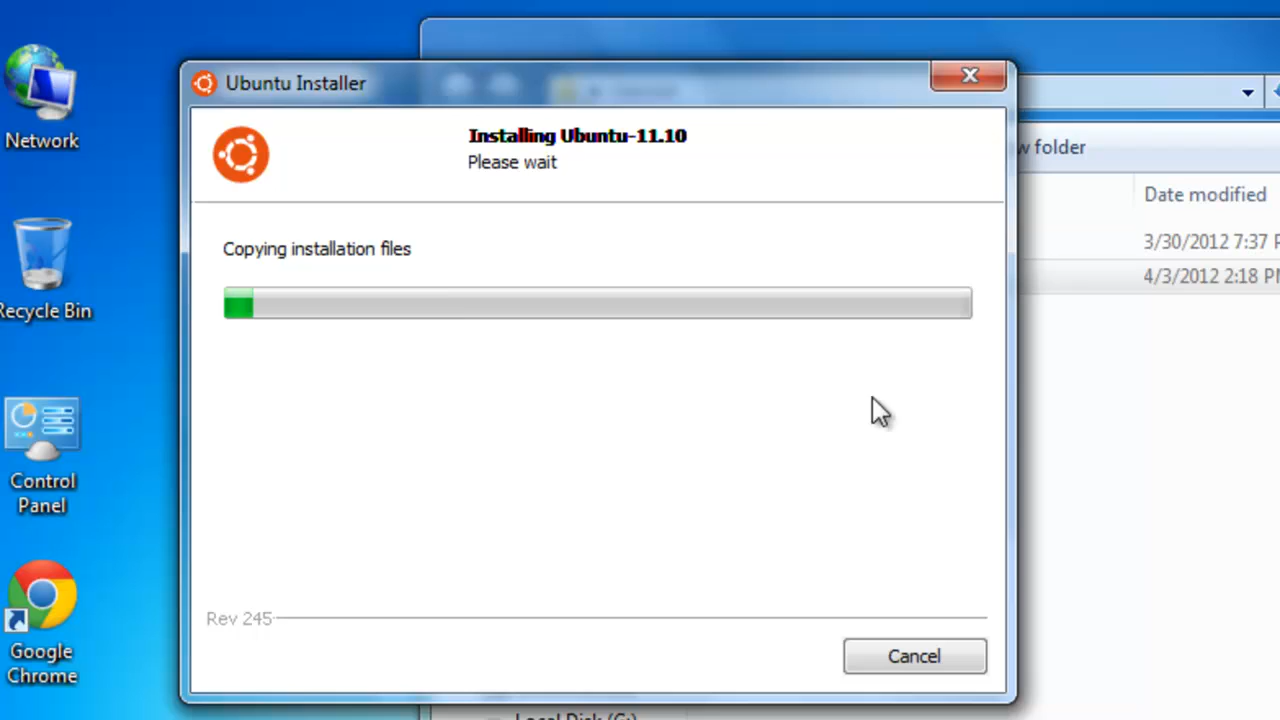 Network
Recycle Bin
Control
Panel
Google
Chrome
Ubuntu Installer
Installing Ubuntu-11.10
Please wait
Copying installation files
Rev 245
Cancel
folder
Date modified
3/30/2012 7:37
4/3/2012 2:18
Local Disk (C:)